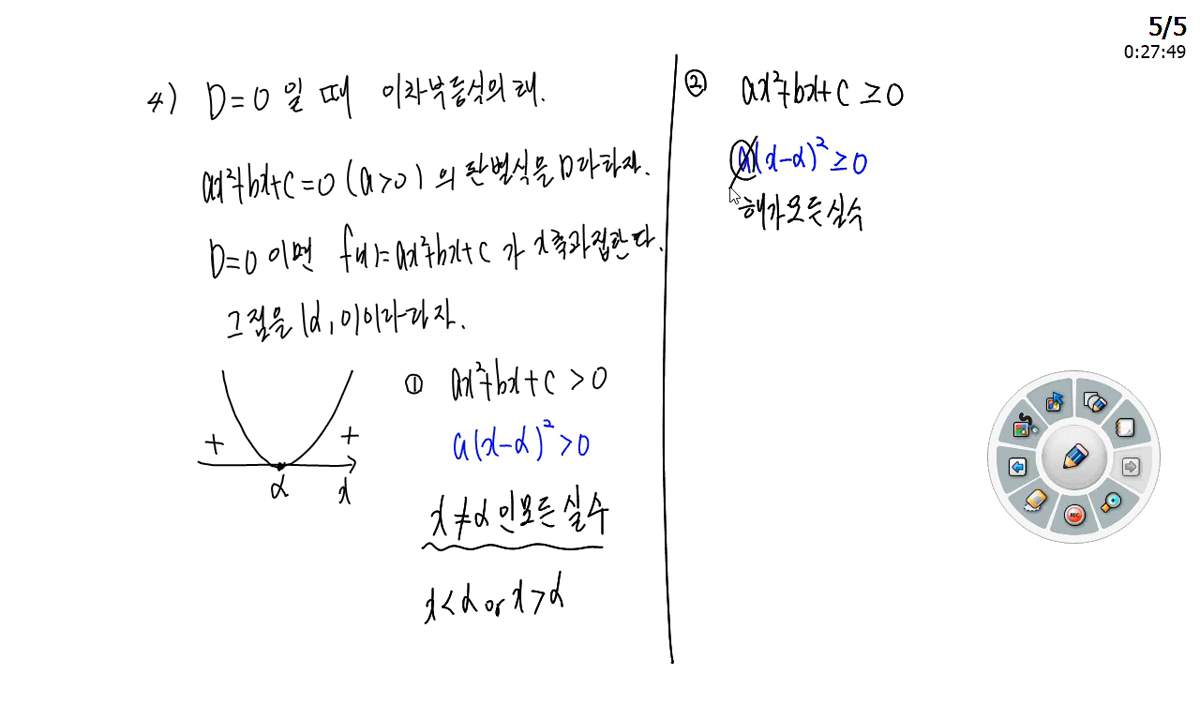 5/5
0:27:49
4) D=0 일 때 이차부등식의 해.
ax²+bx+c=0 (a>0) 의 판별식을 D라하자.
D=0 이면 f(x)=ax²+bx+c 가 x축과 접한다.
그점을 (α, 0)이라 하자.
+ +
α x
① ax²+bx+c >0
a(x-α)²>0
x≠α 인 모든 실수
x<α or x>α
② ax²+bx+c ≥0
a(x-α)²≥0
해가 모든 실수
REC